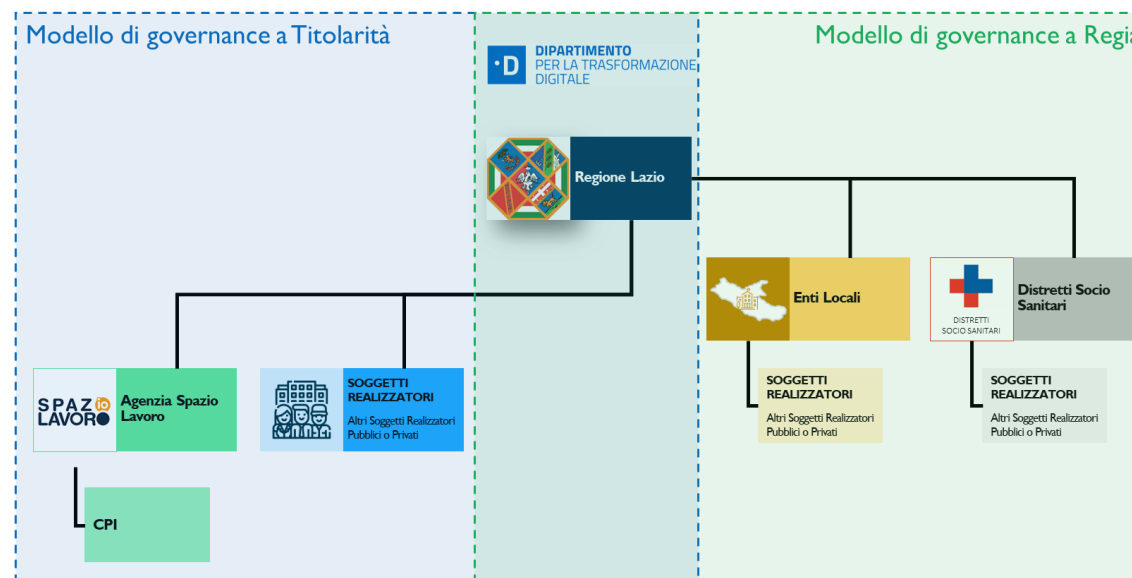 Modello di governance a Titolarità
Modello di governance a Regia
·D
DIPARTIMENTO
PER LA TRASFORMAZIONE
DIGITALE
Regione Lazio
Enti Locali
DISTRETTI
SOCIO SANITARI
Distretti Socio
Sanitari
SPAZio
LAVORO
Agenzia Spazio
Lavoro
SOGGETTI
REALIZZATORI
Altri Soggetti Realizzatori
Pubblici o Privati
SOGGETTI
REALIZZATORI
Altri Soggetti Realizzatori
Pubblici o Privati
SOGGETTI
REALIZZATORI
Altri Soggetti Realizzatori
Pubblici o Privati
CPI